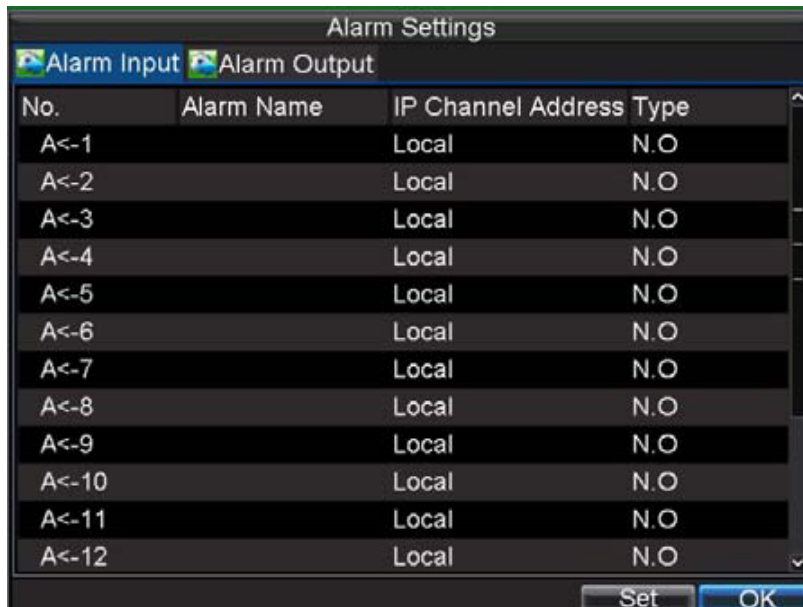 Alarm Settings
Alarm Input Alarm Output
No. Alarm Name IP Channel Address Type
A<-1 Local N.O
A<-2 Local N.O
A<-3 Local N.O
A<-4 Local N.O
A<-5 Local N.O
A<-6 Local N.O
A<-7 Local N.O
A<-8 Local N.O
A<-9 Local N.O
A<-10 Local N.O
A<-11 Local N.O
A<-12 Local N.O
Set OK